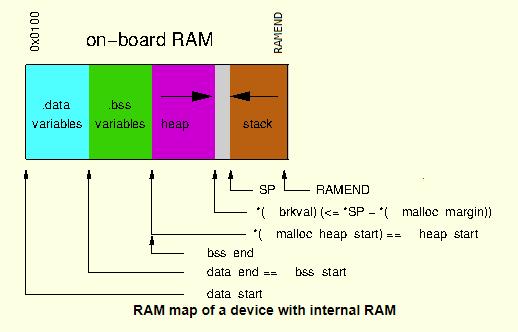 0x0100
on-board RAM
RAMEND
.data
variables
.bss
variables
heap
stack
SP
RAMEND
*( brkval) (<= *SP - *( malloc margin))
*( malloc heap start) == heap start
bss end
data end == bss start
data start
RAM map of a device with internal RAM